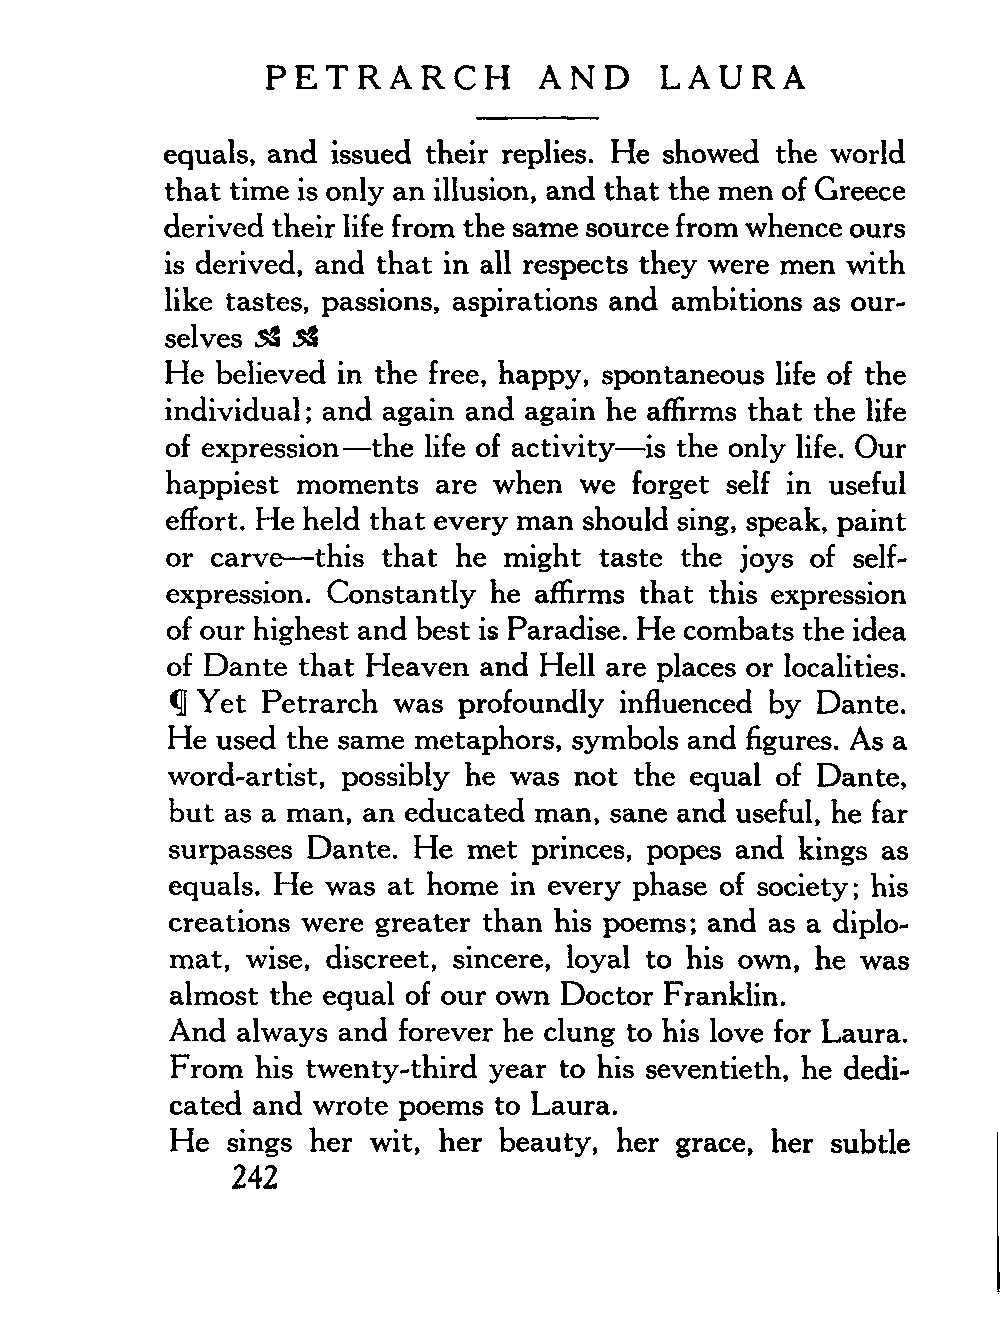 PETRARCH AND LAURA
equals, and issued their replies. He showed the world
that time is only an illusion, and that the men of Greece
derived their life from the same source from whence ours
is derived, and that in all respects they were men with
like tastes, passions, aspirations and ambitions as our-
selves
He believed in the free, happy, spontaneous life of the
individual; and again and again he affirms that the life
of expression—the life of activity—is the only life. Our
happiest moments are when we forget self in useful
effort. He held that every man should sing, speak, paint
or carve—this that he might taste the joys of self-
expression. Constantly he affirms that this expression
of our highest and best is Paradise. He combats the idea
of Dante that Heaven and Hell are places or localities.
¶ Yet Petrarch was profoundly influenced by Dante.
He used the same metaphors, symbols and figures. As a
word-artist, possibly he was not the equal of Dante,
but as a man, an educated man, sane and useful, he far
surpasses Dante. He met princes, popes and kings as
equals. He was at home in every phase of society; his
creations were greater than his poems; and as a diplo-
mat, wise, discreet, sincere, loyal to his own, he was
almost the equal of our own Doctor Franklin.
And always and forever he clung to his love for Laura.
From his twenty-third year to his seventieth, he dedi-
cated and wrote poems to Laura.
He sings her wit, her beauty, her grace, her subtle
242